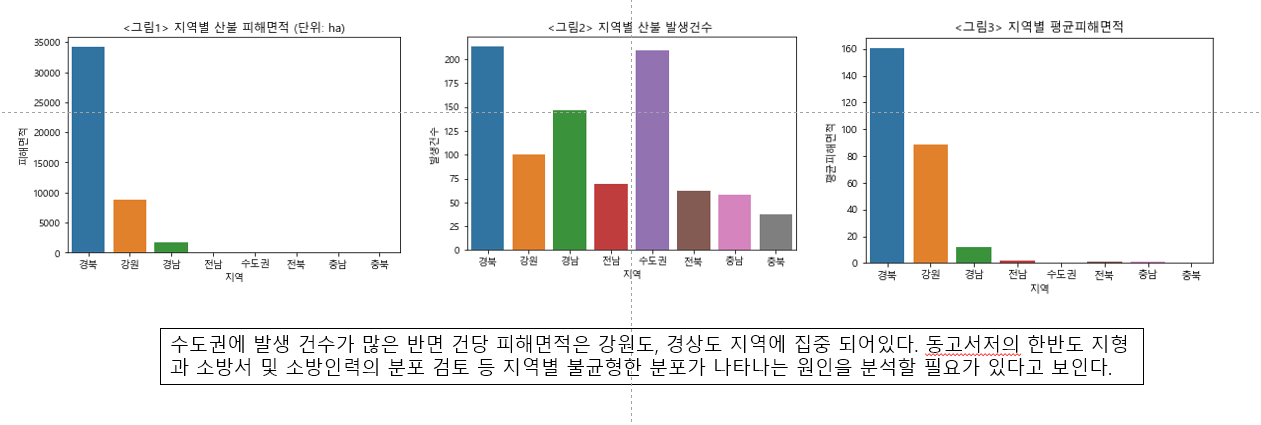 <그림1> 지역별 산불 피해면적 (단위: ha)
35000
30000
25000
20000
15000
10000
5000
0
피해면적
경북 강원 경남 전남 수도권 전북 충남 충북
지역
<그림2> 지역별 산불 발생건수
200
175
150
125
100
75
50
25
0
발생건수
경북 강원 경남 전남 수도권 전북 충남 충북
지역
<그림3> 지역별 평균피해면적
160
140
120
100
80
60
40
20
0
평균피해면적
경북 강원 경남 전남 수도권 전북 충남 충북
지역
수도권에 발생 건수가 많은 반면 건당 피해면적은 강원도, 경상도 지역에 집중 되어있다. 동고서저의 한반도 지형
과 소방서 및 소방인력의 분포 검토 등 지역별 불균형한 분포가 나타나는 원인을 분석할 필요가 있다고 보인다.